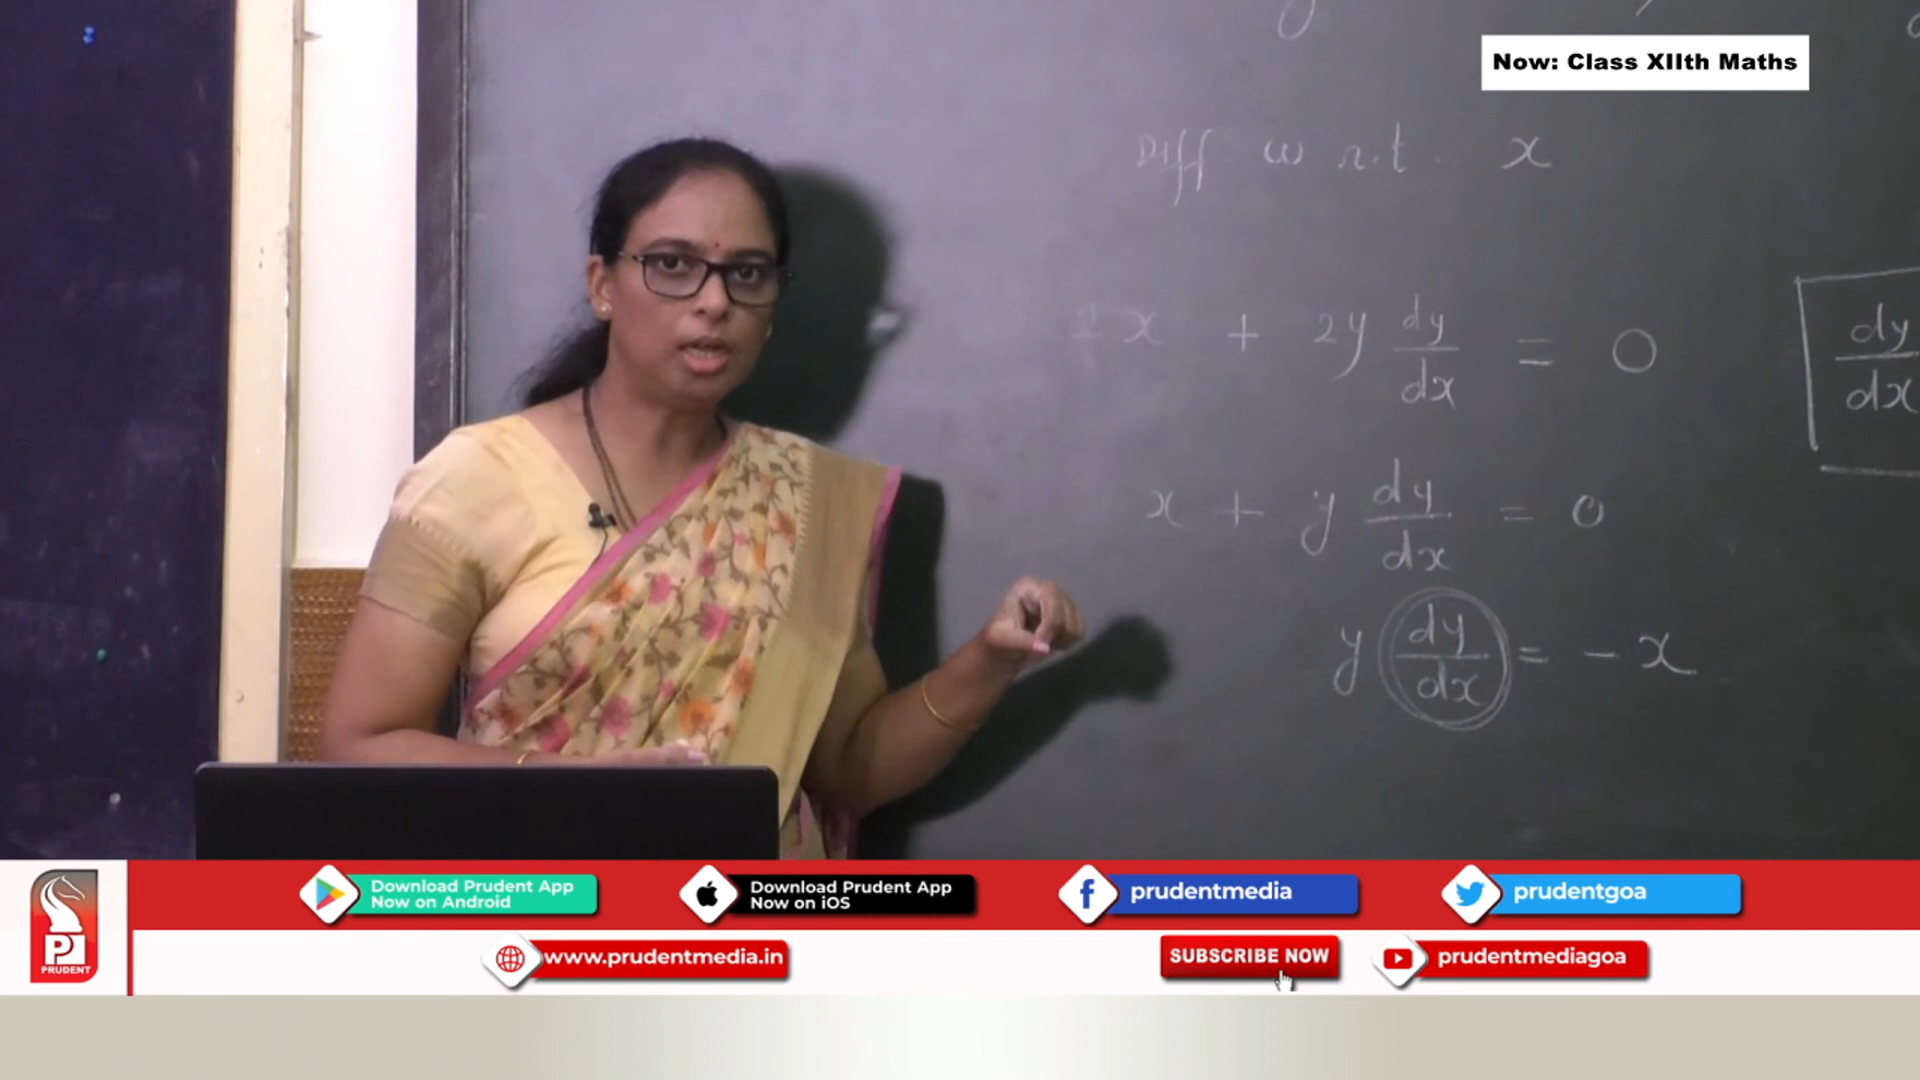 Now: Class XIIth Maths
Diff w r.t. x
2x + 2y dy/dx = 0
dy/dx
x + y dy/dx = 0
y dy/dx = - x
Download Prudent App
Now on Android
Download Prudent App
Now on iOS
prudentmedia
prudentgoa
PRUDENT
www.prudentmedia.in
SUBSCRIBE NOW
prudentmediagoa